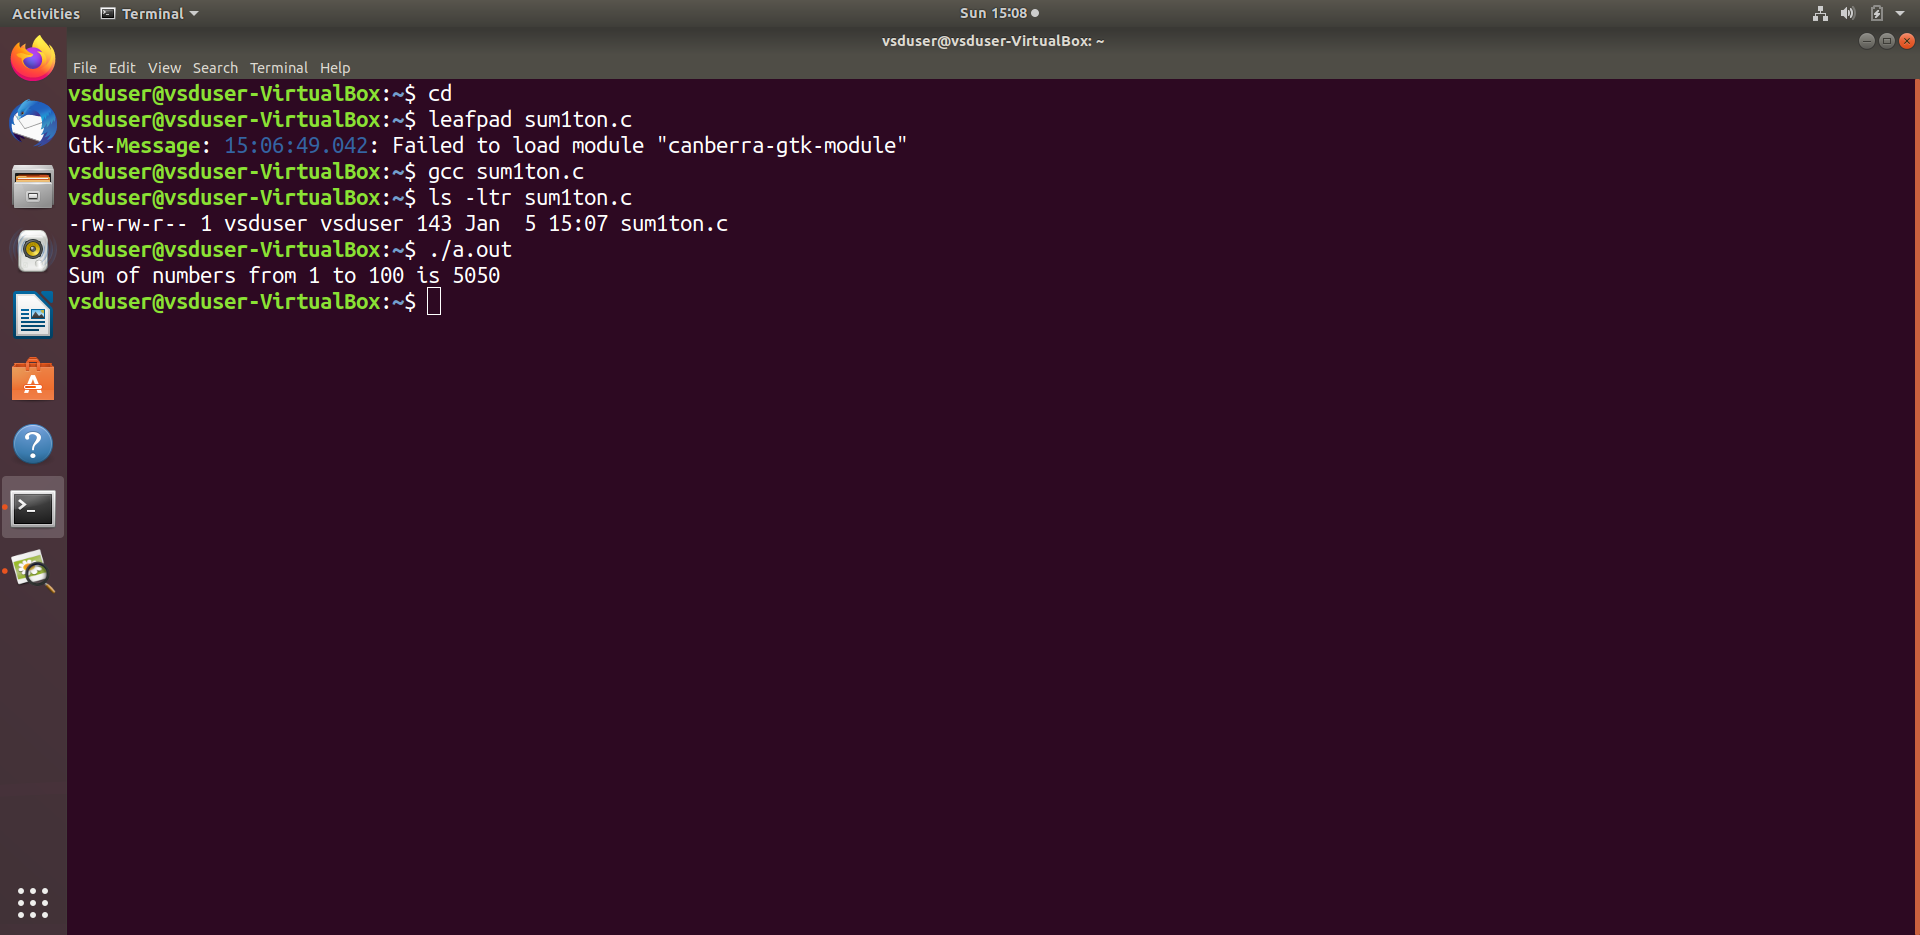 Activities Terminal Sun 15:08
vsduser@vsduser-VirtualBox: ~
File Edit View Search Terminal Help
vsduser@vsduser-VirtualBox:~$ cd
vsduser@vsduser-VirtualBox:~$ leafpad sum1ton.c
Gtk-Message: 15:06:49.042: Failed to load module "canberra-gtk-module"
vsduser@vsduser-VirtualBox:~$ gcc sum1ton.c
vsduser@vsduser-VirtualBox:~$ ls -ltr sum1ton.c
-rw-rw-r-- 1 vsduser vsduser 143 Jan  5 15:07 sum1ton.c
vsduser@vsduser-VirtualBox:~$ ./a.out
Sum of numbers from 1 to 100 is 5050
vsduser@vsduser-VirtualBox:~$